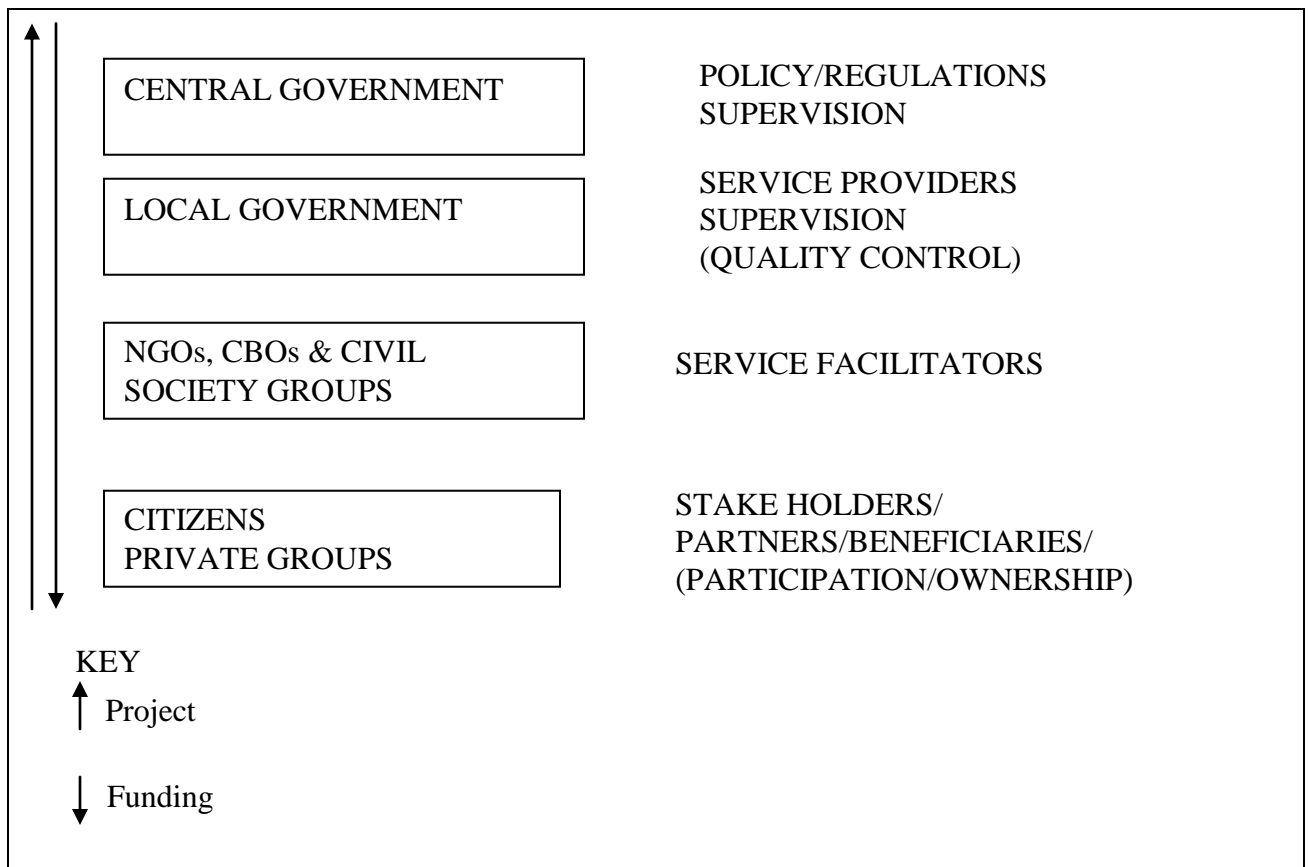 CENTRAL GOVERNMENT
POLICY/REGULATIONS
SUPERVISION
LOCAL GOVERNMENT
SERVICE PROVIDERS
SUPERVISION
(QUALITY CONTROL)
NGOs, CBOs & CIVIL
SOCIETY GROUPS
SERVICE FACILITATORS
CITIZENS
PRIVATE GROUPS
STAKE HOLDERS/
PARTNERS/BENEFICIARIES/
(PARTICIPATION/OWNERSHIP)
KEY
Project
Funding